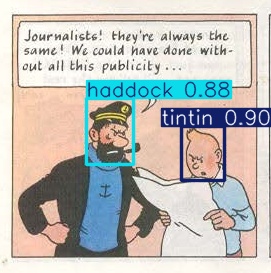 Journalists! they're always the
same! We could have done with-
out all this publicity...
haddock 0.88
tintin 0.90